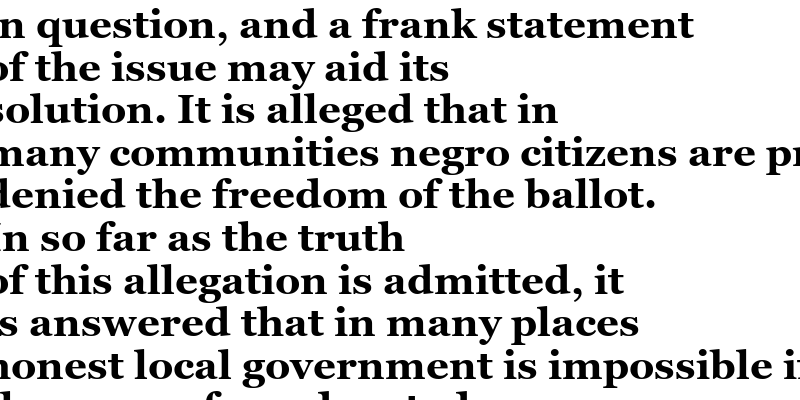 in question, and a frank statement
of the issue may aid its
solution. It is alleged that in
many communities negro citizens are
denied the freedom of the ballot.
In so far as the truth
of this allegation is admitted, it
is answered that in many places
honest local government is impossible